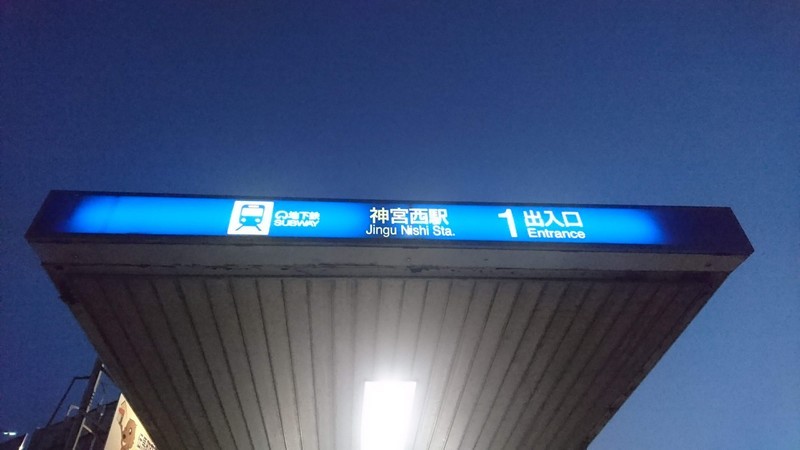 地下鉄
SUBWAY
神宮西駅
Jingu Nishi Sta.
1 出入口
Entrance